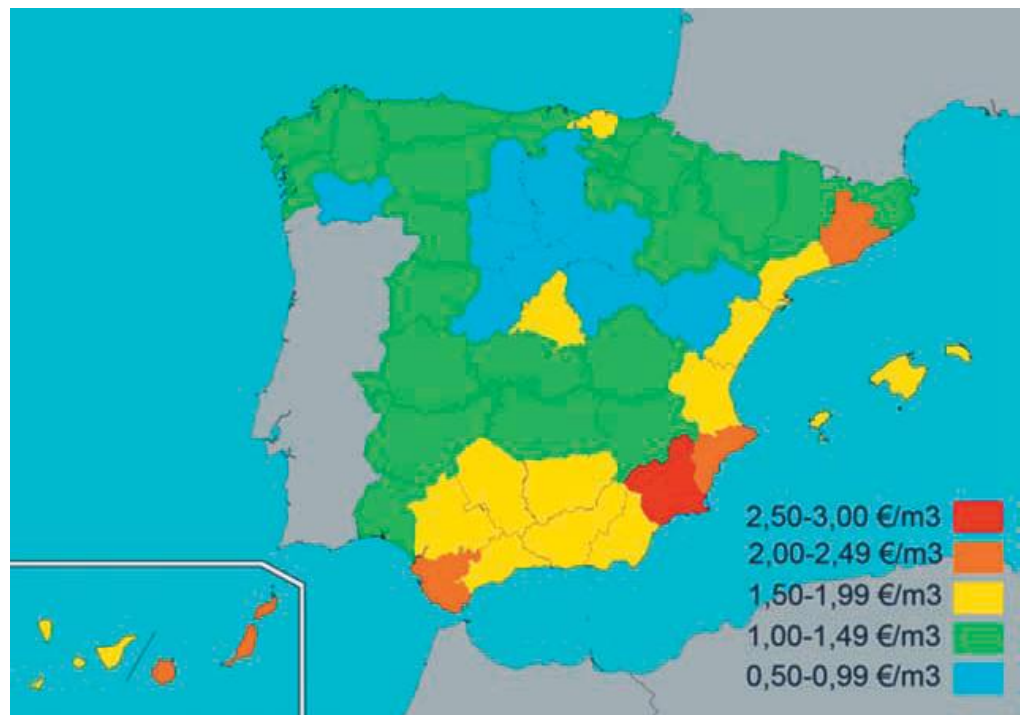 2,50-3,00 €/m3
2,00-2,49 €/m3
1,50-1,99 €/m3
1,00-1,49 €/m3
0,50-0,99 €/m3